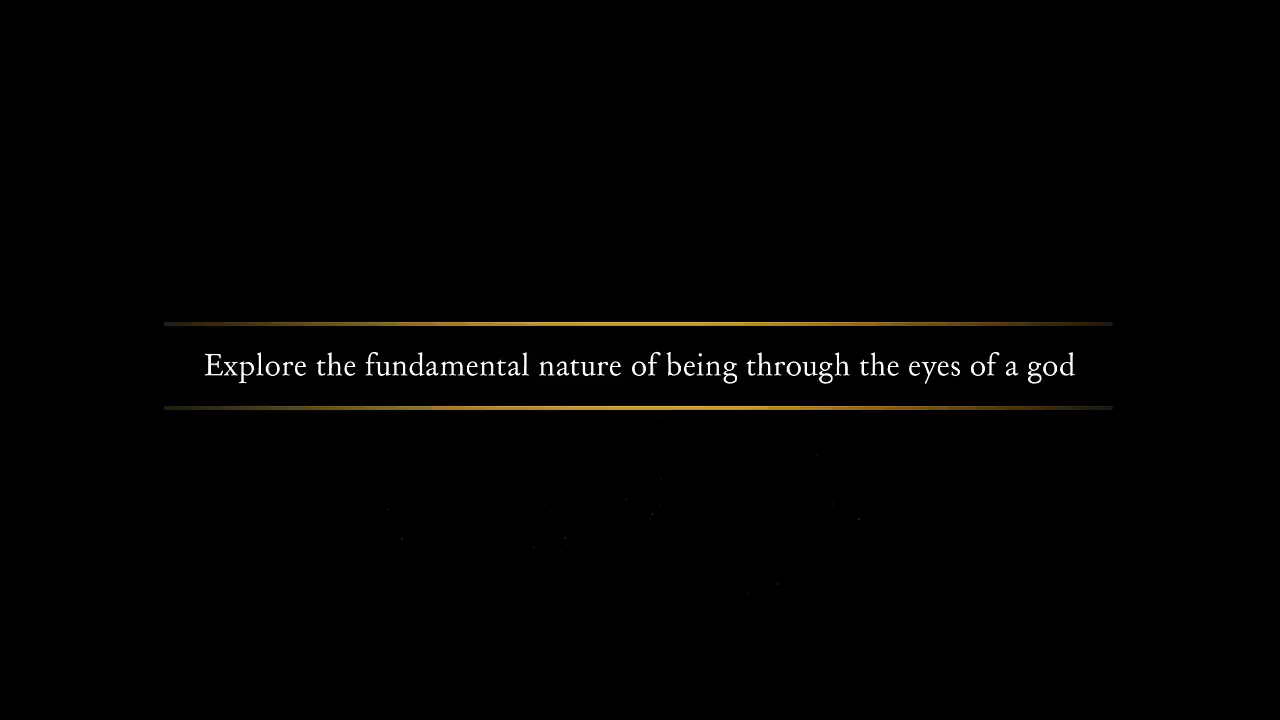 Explore the fundamental nature of being through the eyes of a god